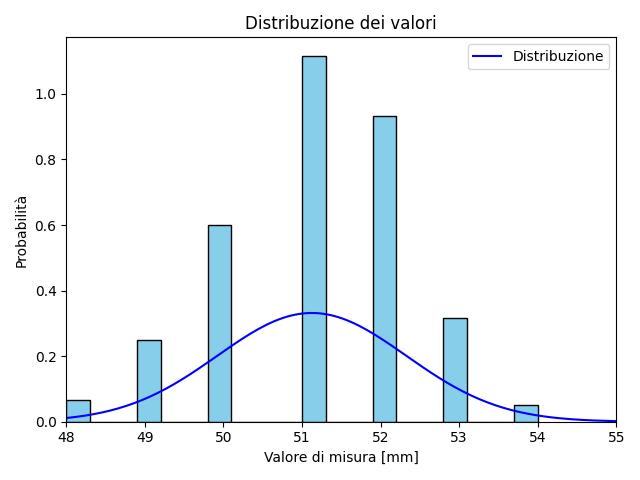 Distribuzione dei valori
Distribuzione
Probabilità
1.0
0.8
0.6
0.4
0.2
0.0
48 49 50 51 52 53 54 55
Valore di misura [mm]